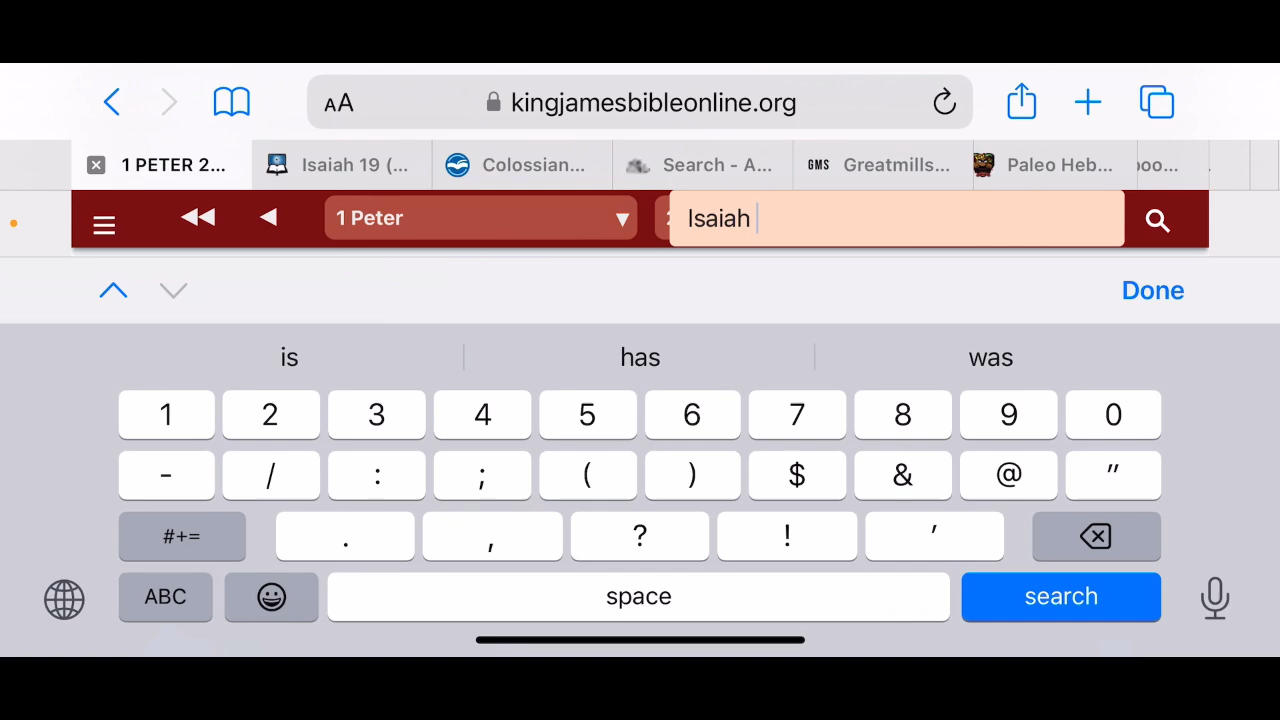 AA kingjamesbibleonline.org
1 PETER 2... Isaiah 19 (... Colossian... Search - A... GMS Greatmills... Paleo Heb... oo...
1 Peter ▼ Isaiah
Done
is has was
1 2 3 4 5 6 7 8 9 0
- / : ; ( ) $ & @ "
#+= . , ? ! ’
ABC space search